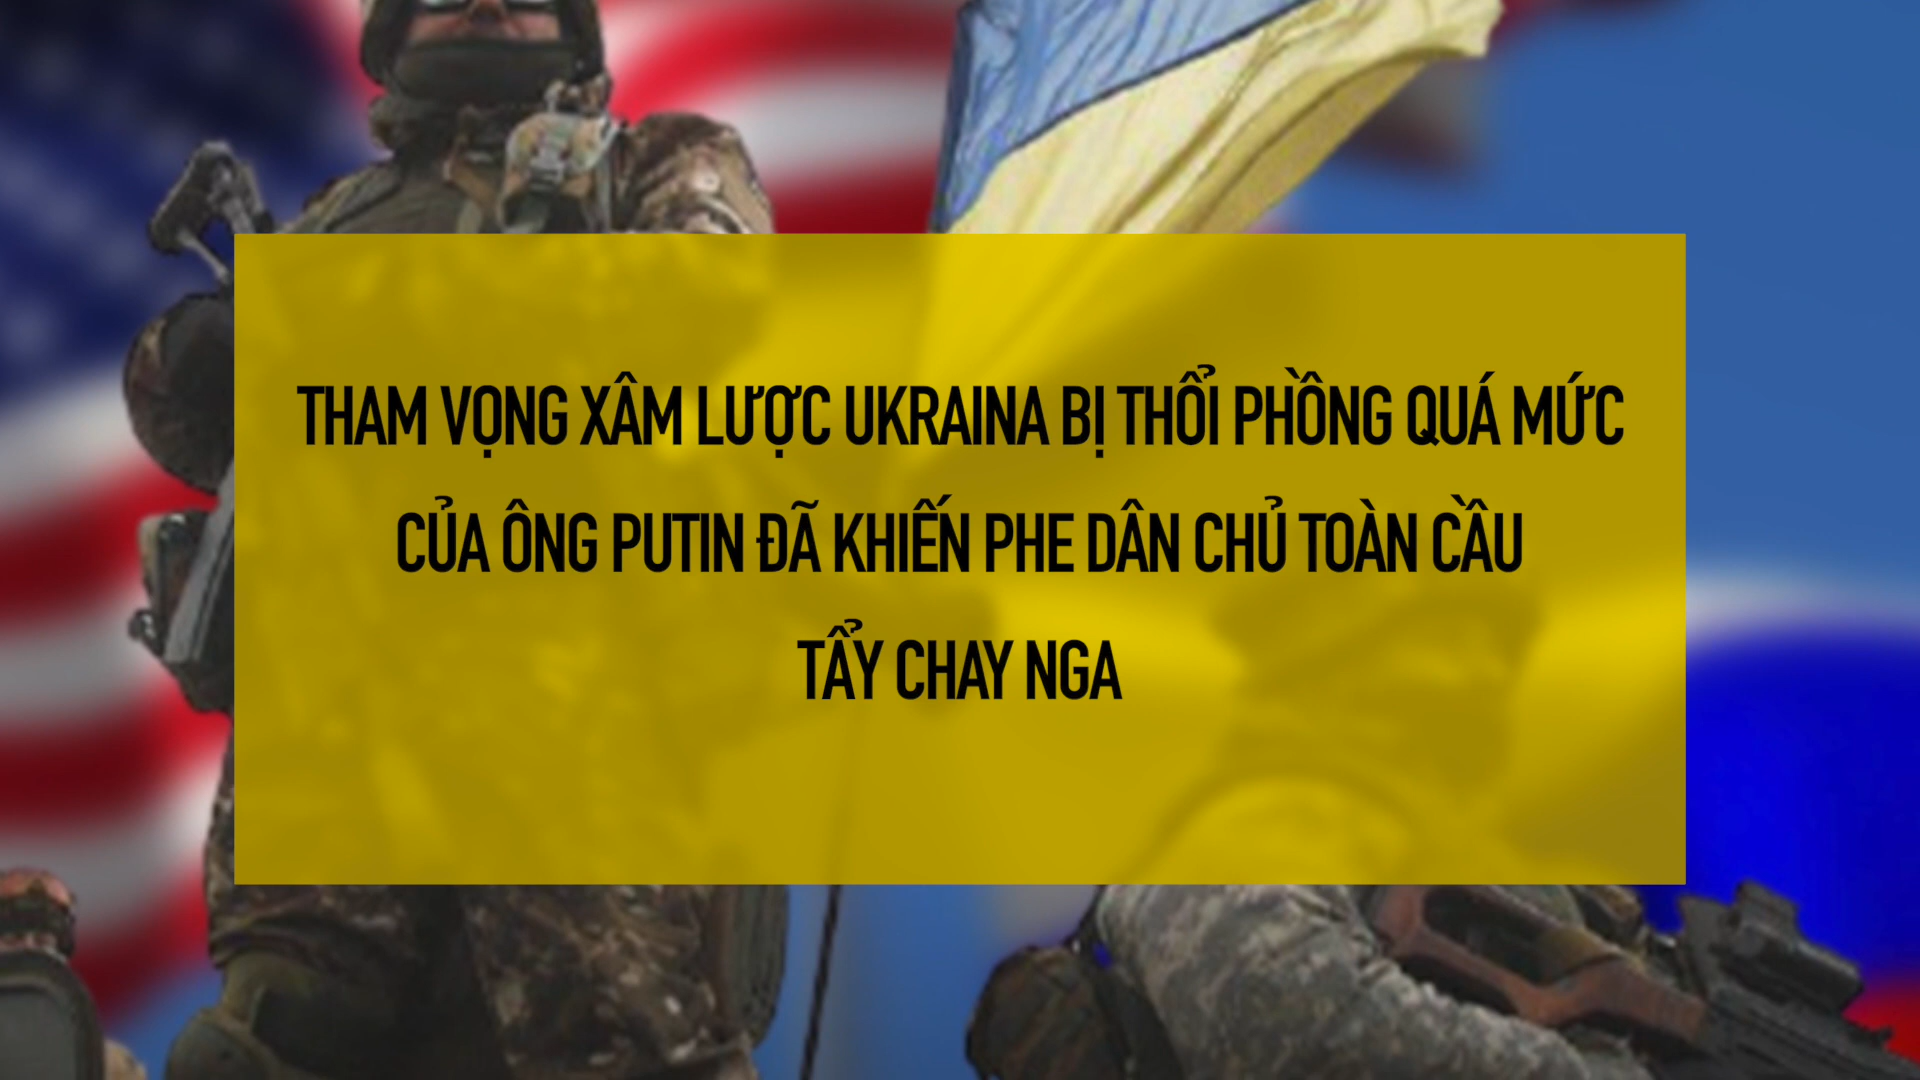 THAM VỌNG XÂM LƯỢC UKRAINA BỊ THỔI PHỒNG QUÁ MỨC
CỦA ÔNG PUTIN ĐÃ KHIẾN PHE DÂN CHỦ TOÀN CẦU
TẨY CHAY NGA